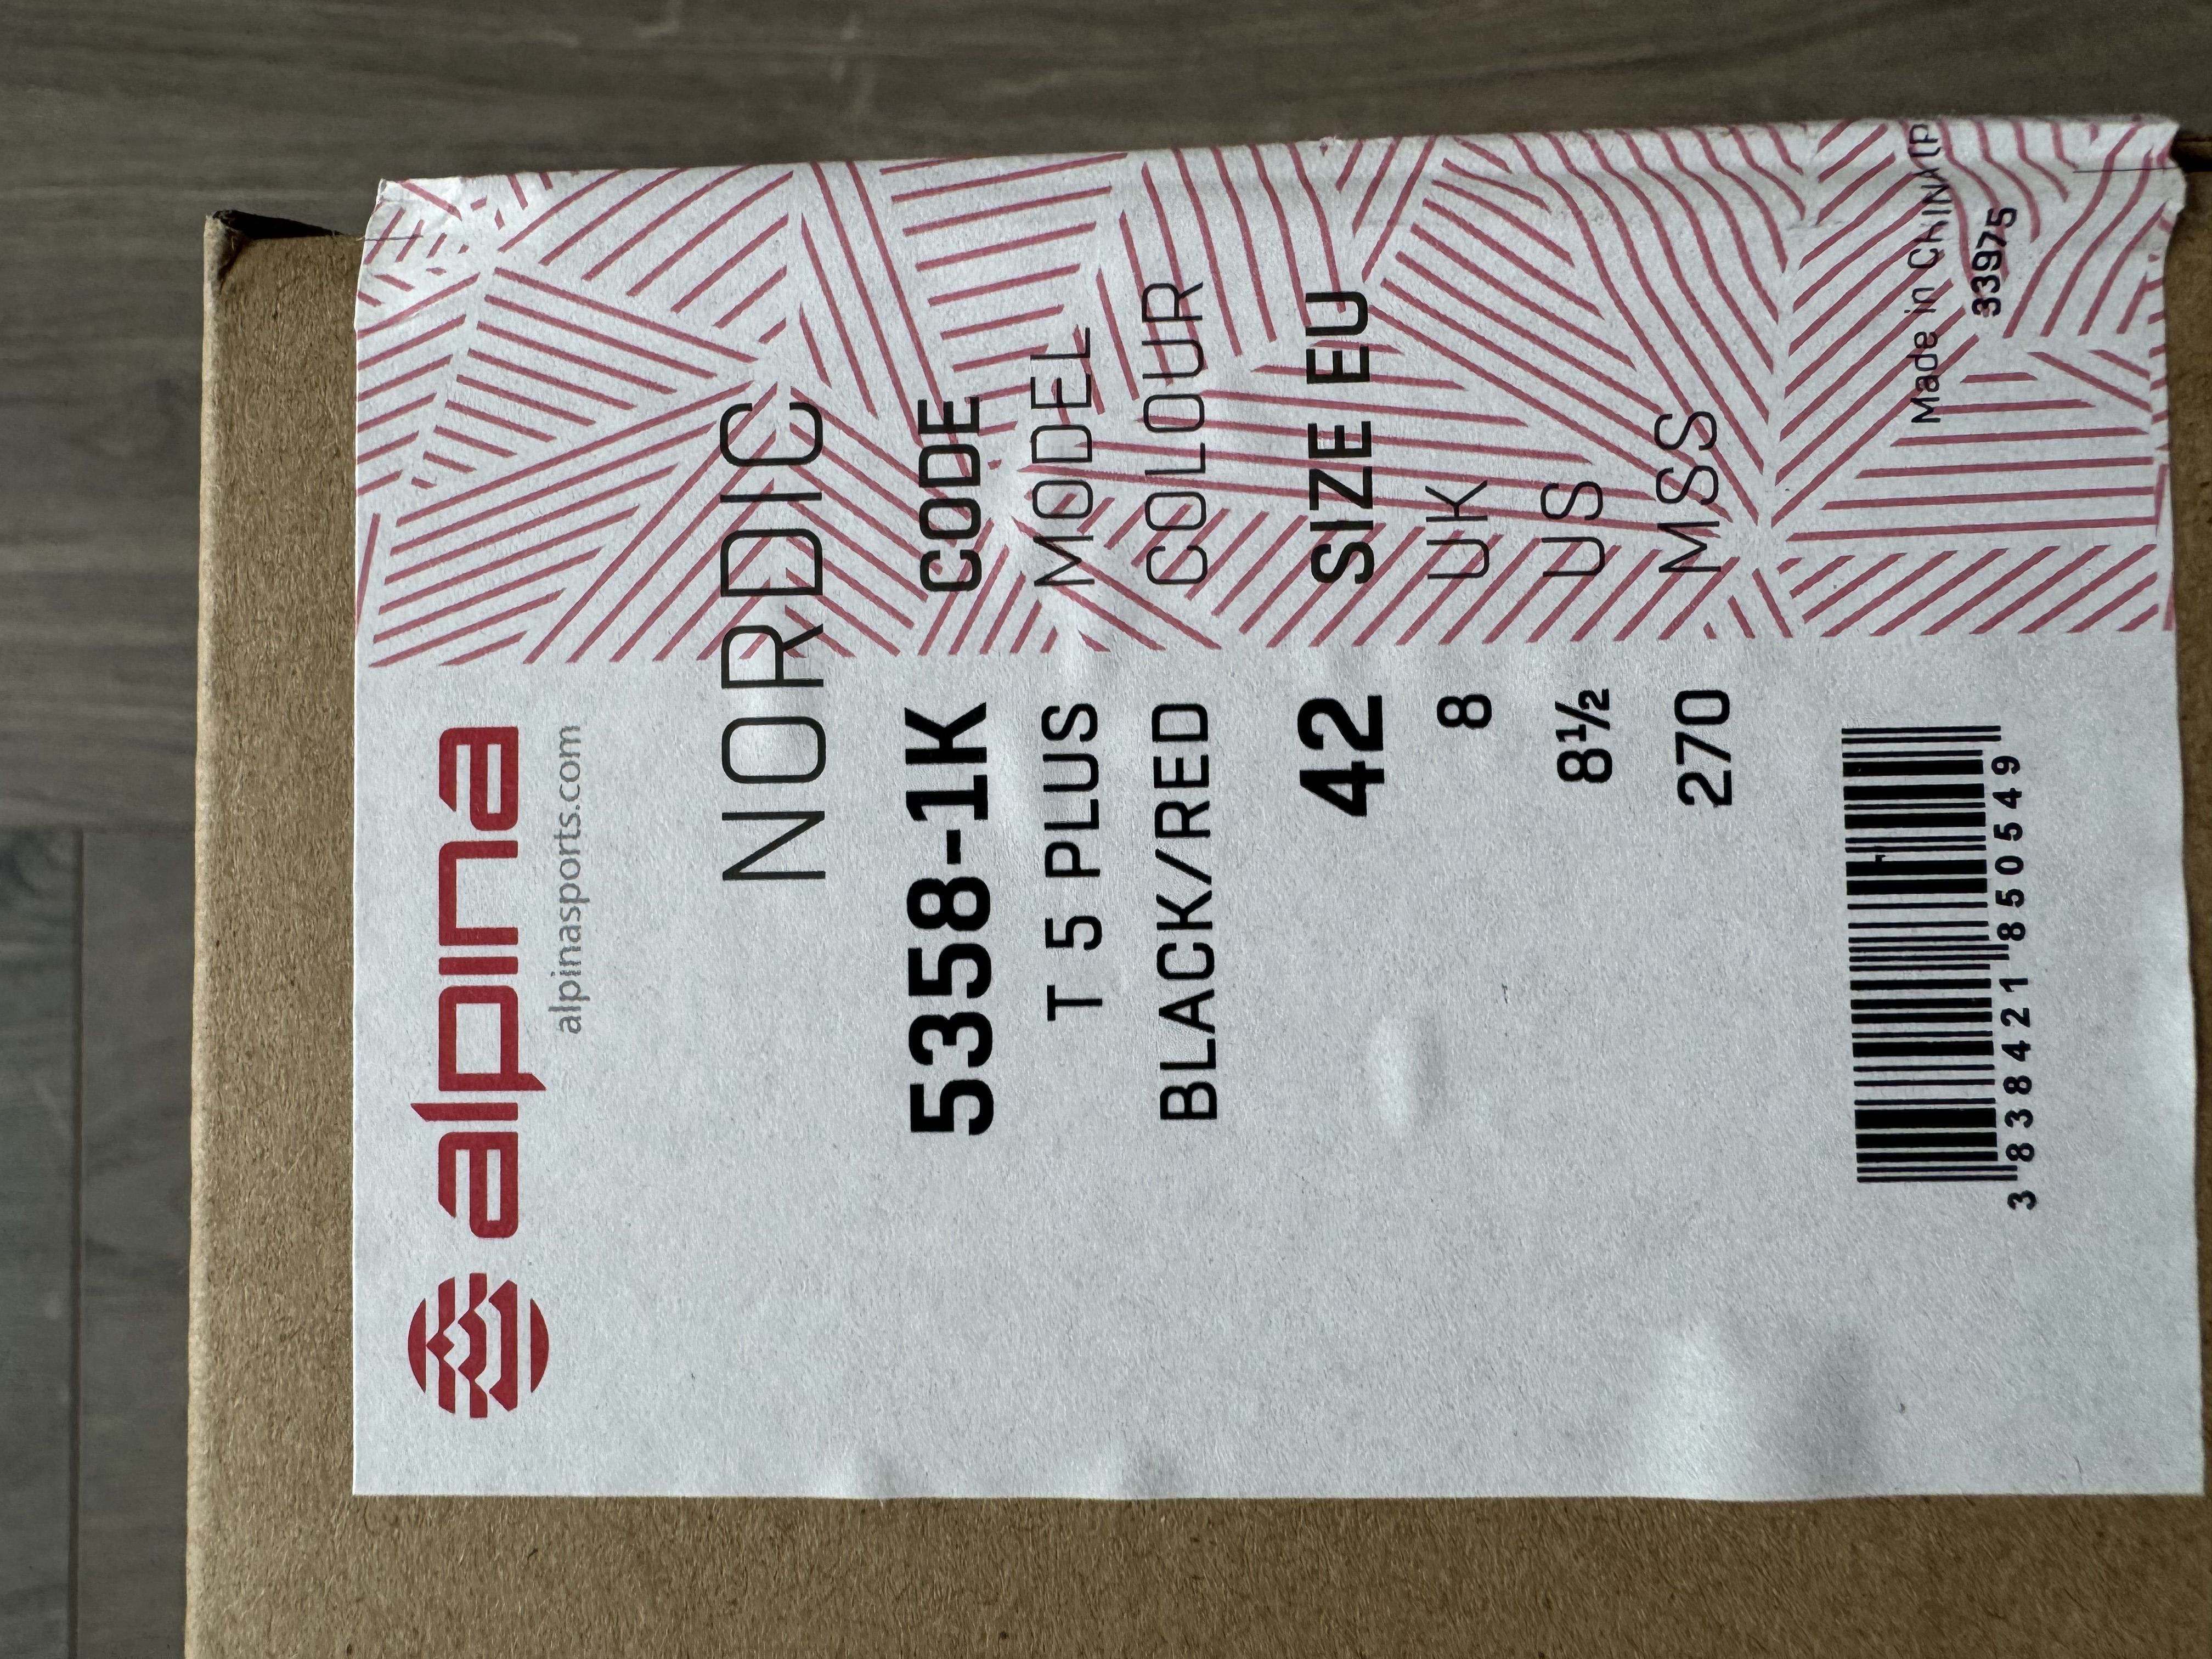 alpina
alpinasports.com
NORDIC
CODE 5358-1K
MODEL T 5 PLUS
COLOUR BLACK/RED
SIZE EU 42
UK 8
US 8½
MSS 270
Made in CHINA (P
33975
3 838421 850549